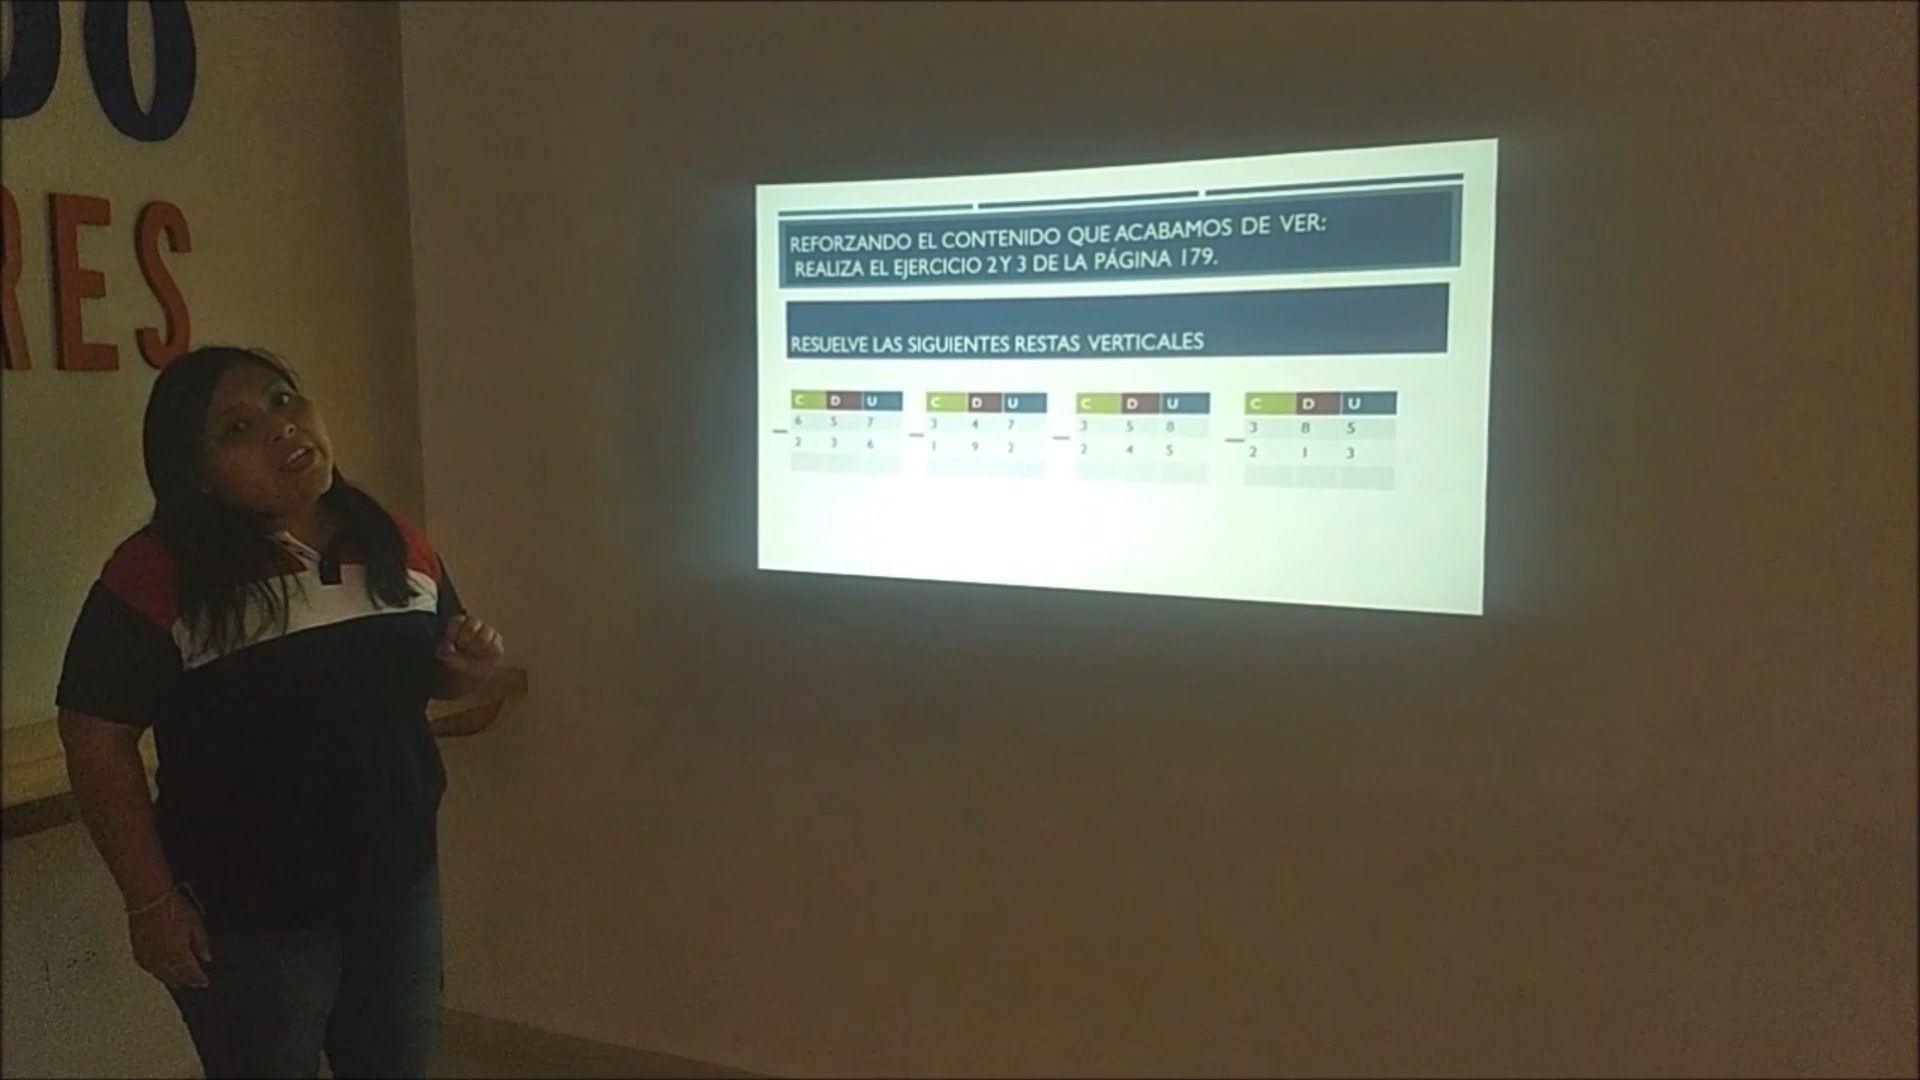 RES
REFORZANDO EL CONTENIDO QUE ACABAMOS DE VER:
REALIZA EL EJERCICIO 2 Y 3 DE LA PÁGINA 179.
RESUELVE LAS SIGUIENTES RESTAS VERTICALES
C D U C D U C D U C D U
— 6 5 7 — 3 4 7 — 3 5 8 — 3 8 5
2 3 6 1 9 2 2 4 5 2 1 3